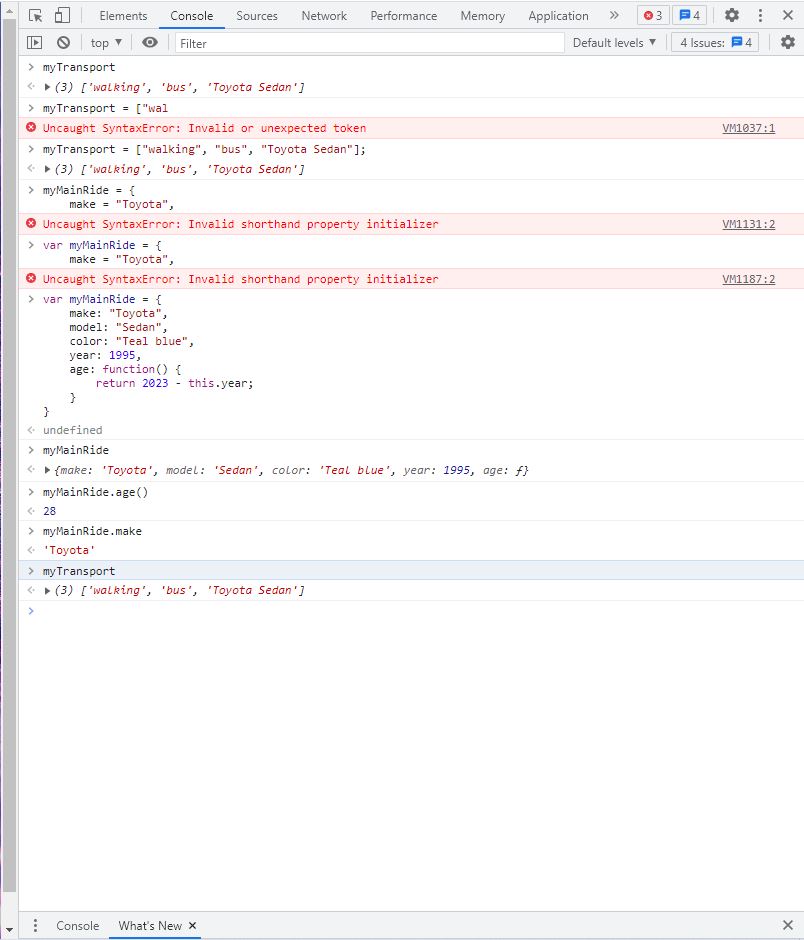 Elements Console Sources Network Performance Memory Application » 3 4
top ▼ Filter Default levels ▼ 4 Issues: 4
> myTransport
<· ▶ (3) ['walking', 'bus', 'Toyota Sedan']
> myTransport = ["wal
Uncaught SyntaxError: Invalid or unexpected token VM1037:1
> myTransport = ["walking", "bus", "Toyota Sedan"];
<· ▶ (3) ['walking', 'bus', 'Toyota Sedan']
> myMainRide = {
make = "Toyota",
Uncaught SyntaxError: Invalid shorthand property initializer VM1131:2
> var myMainRide = {
make = "Toyota",
Uncaught SyntaxError: Invalid shorthand property initializer VM1187:2
> var myMainRide = {
make: "Toyota",
model: "Sedan",
color: "Teal blue",
year: 1995,
age: function() {
return 2023 - this.year;
}
}
<· undefined
> myMainRide
<· ▶ {make: 'Toyota', model: 'Sedan', color: 'Teal blue', year: 1995, age: ƒ}
> myMainRide.age()
<· 28
> myMainRide.make
<· 'Toyota'
> myTransport
<· ▶ (3) ['walking', 'bus', 'Toyota Sedan']
>
Console What's New ×